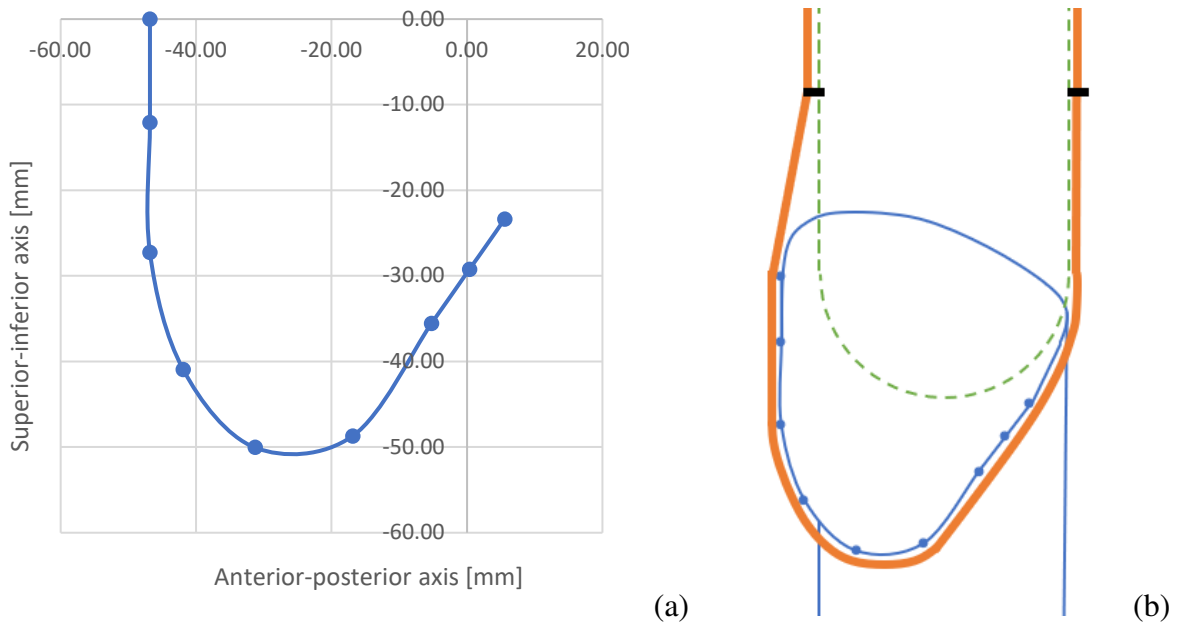 0.00
-60.00 -40.00 -20.00 0.00 20.00
-10.00
-20.00
-30.00
-40.00
-50.00
-60.00
Superior-inferior axis [mm]
Anterior-posterior axis [mm]
(a)
(b)